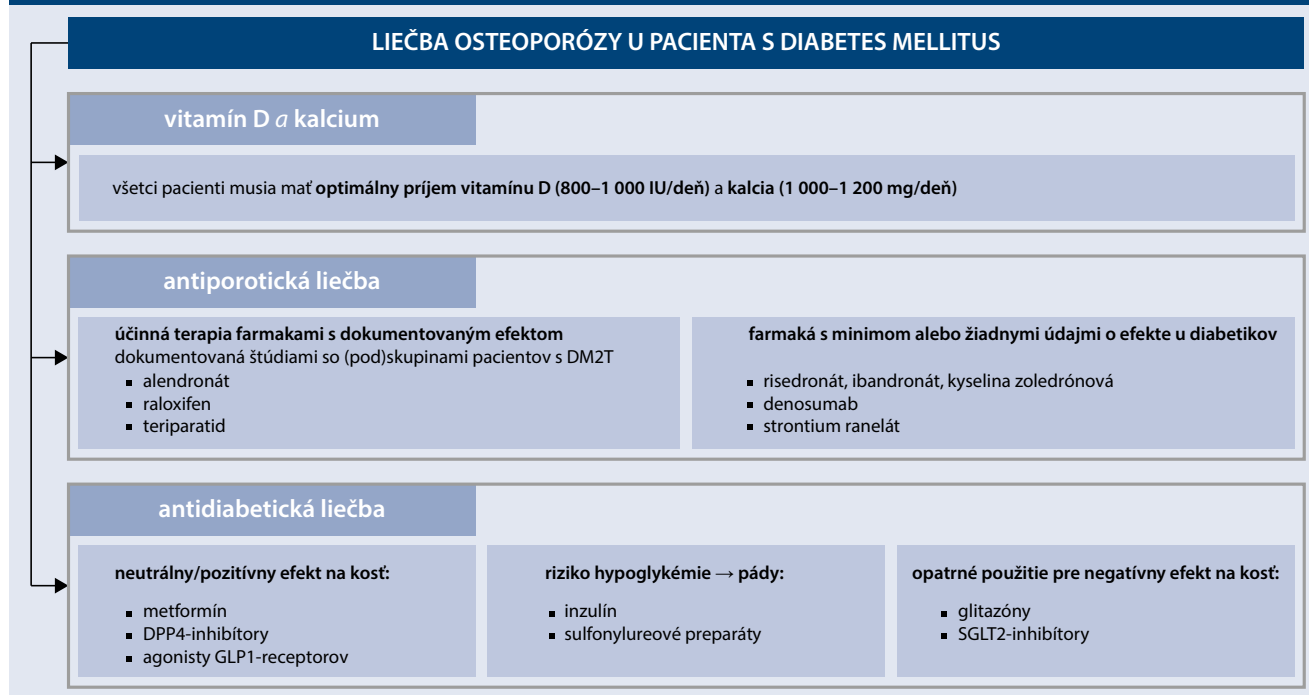 LIEČBA OSTEOPORÓZY U PACIENTA S DIABETES MELLITUS
vitamín D a kalcium
všetci pacienti musia mať optimálny príjem vitamínu D (800–1 000 IU/deň) a kalcia (1 000–1 200 mg/deň)
antiporotická liečba
účinná terapia farmakami s dokumentovaným efektom
dokumentovaná štúdiami so (pod)skupinami pacientov s DM2T
▪ alendronát
▪ raloxifen
▪ teriparatid
farmaká s minimom alebo žiadnymi údajmi o efekte u diabetikov
▪ risedronát, ibandronát, kyselina zoledrónová
▪ denosumab
▪ strontium ranelát
antidiabetická liečba
neutrálny/pozitívny efekt na kosť:
▪ metformín
▪ DPP4-inhibítory
▪ agonisty GLP1-receptorov
riziko hypoglykémie → pády:
▪ inzulín
▪ sulfonylureové preparáty
opatrné použitie pre negatívny efekt na kosť:
▪ glitazóny
▪ SGLT2-inhibítory